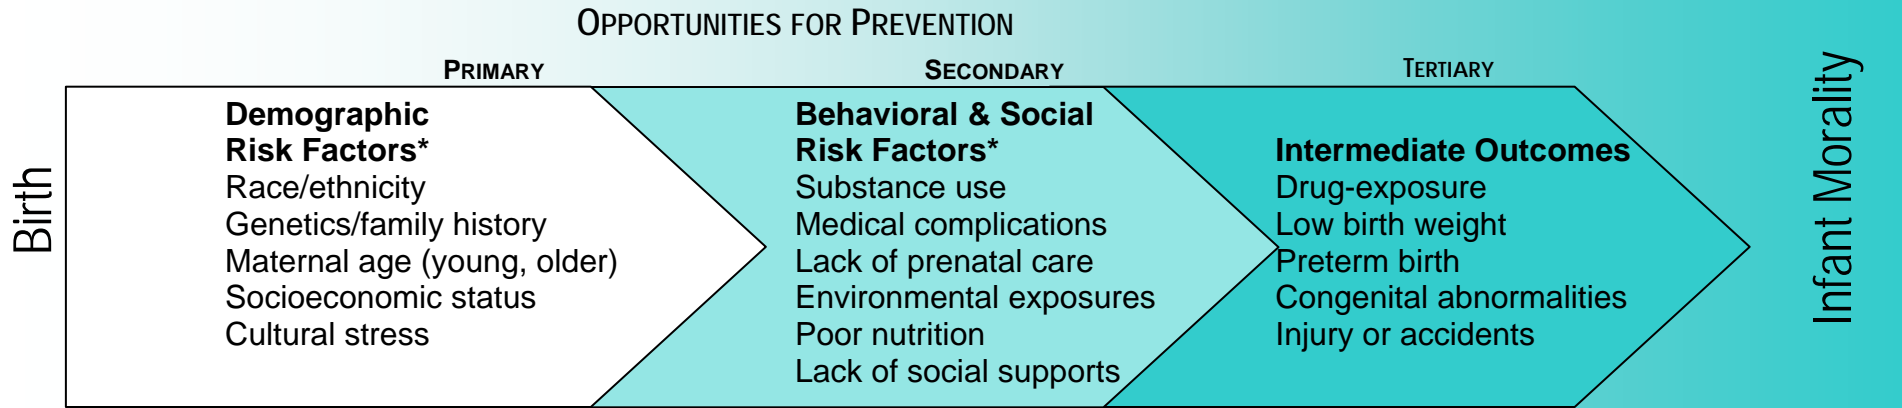 OPPORTUNITIES FOR PREVENTION
PRIMARY
SECONDARY
TERTIARY
Birth
Demographic
Risk Factors*
Race/ethnicity
Genetics/family history
Maternal age (young, older)
Socioeconomic status
Cultural stress
Behavioral & Social
Risk Factors*
Substance use
Medical complications
Lack of prenatal care
Environmental exposures
Poor nutrition
Lack of social supports
Intermediate Outcomes
Drug-exposure
Low birth weight
Preterm birth
Congenital abnormalities
Injury or accidents
Infant Morality